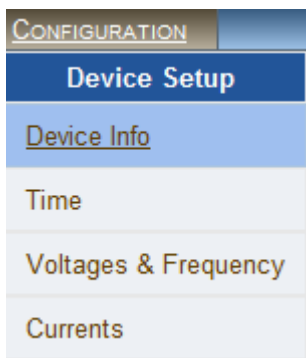 CONFIGURATION
Device Setup
Device Info
Time
Voltages & Frequency
Currents